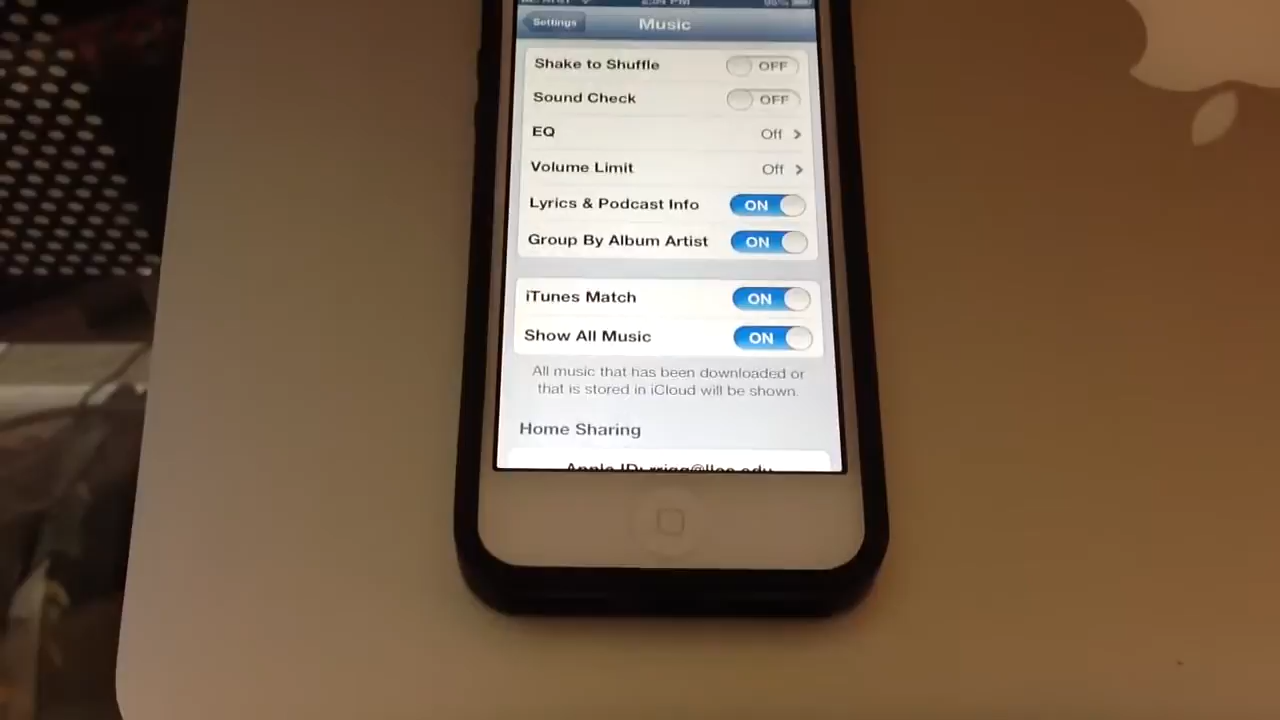 Settings
Music
Shake to Shuffle OFF
Sound Check OFF
EQ Off
Volume Limit Off
Lyrics & Podcast Info ON
Group By Album Artist ON
iTunes Match ON
Show All Music ON
All music that has been downloaded or
that is stored in iCloud will be shown.
Home Sharing
Apple ID: